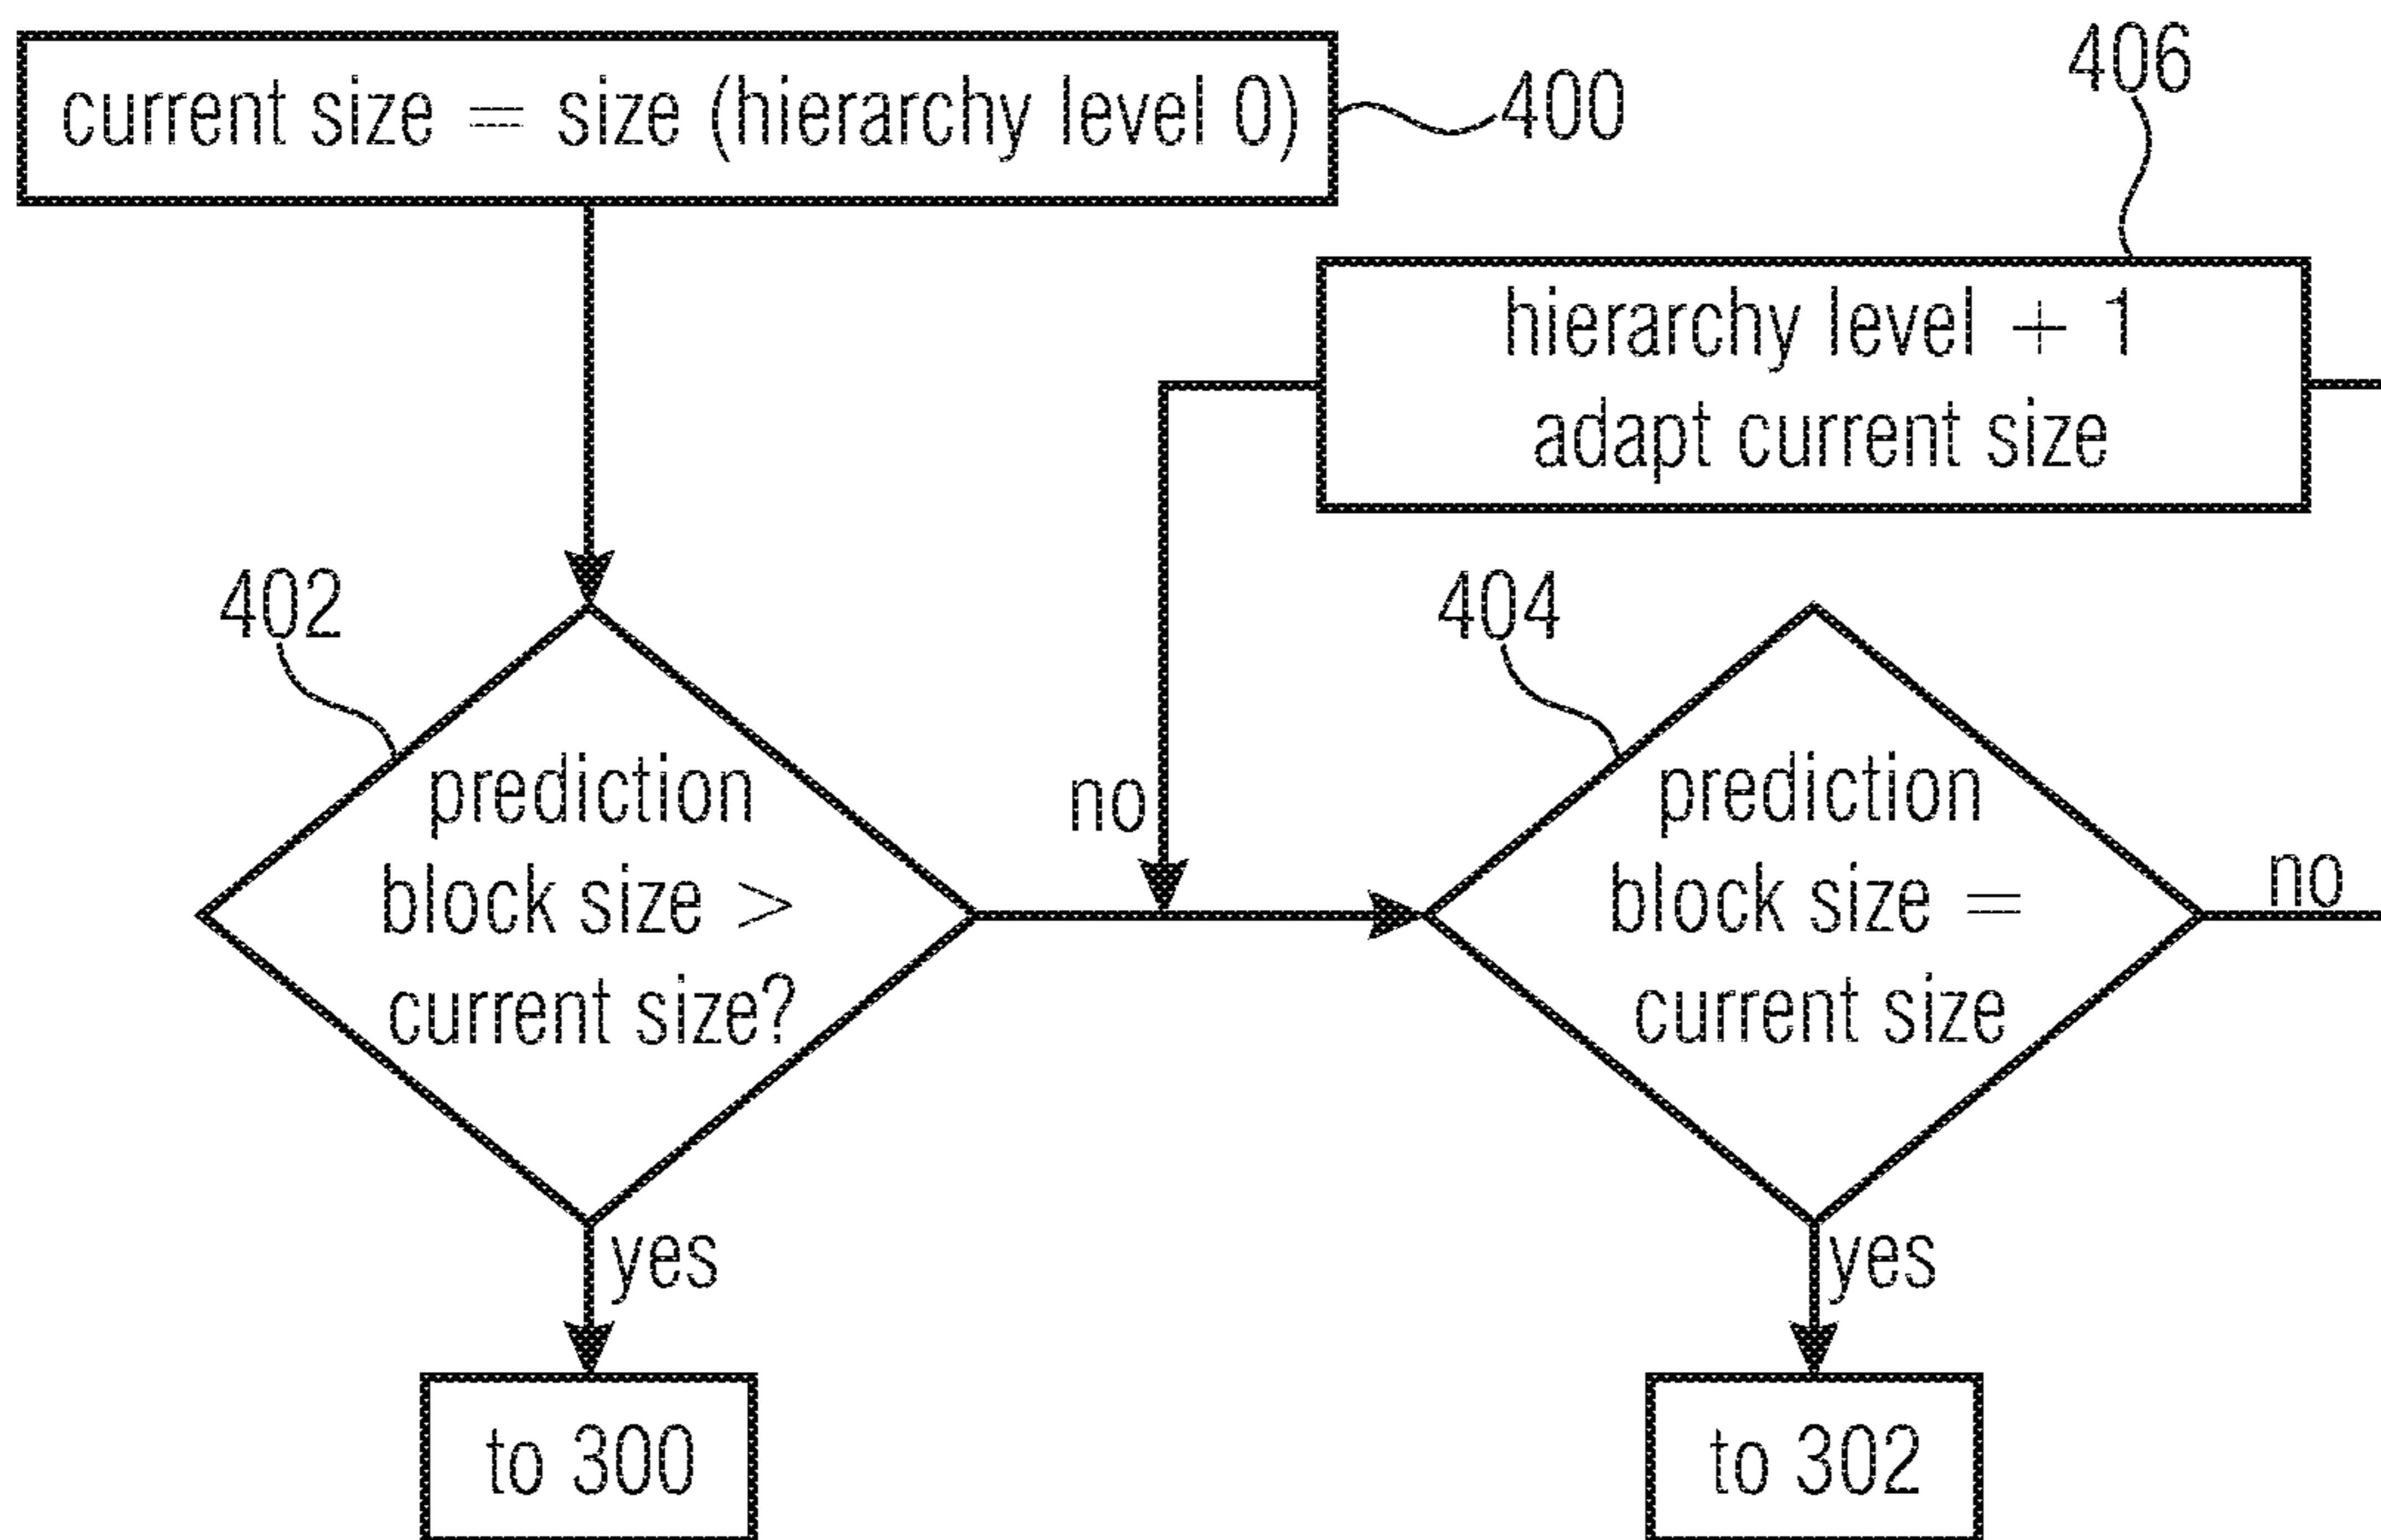 current size = size (hierarchy level 0)
400
406
hierarchy level + 1
adapt current size
402
prediction
block size >
current size?
no
404
prediction
block size =
current size
no
yes
yes
to 300
to 302